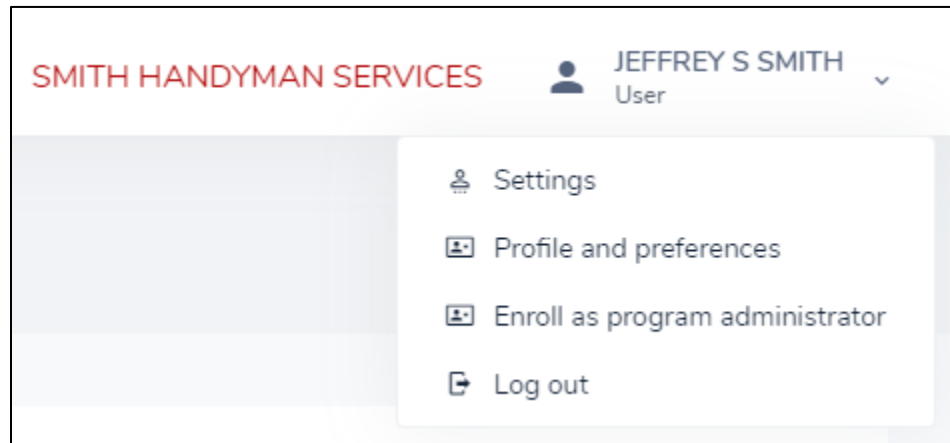 SMITH HANDYMAN SERVICES
JEFFREY S SMITH
User
Settings
Profile and preferences
Enroll as program administrator
Log out